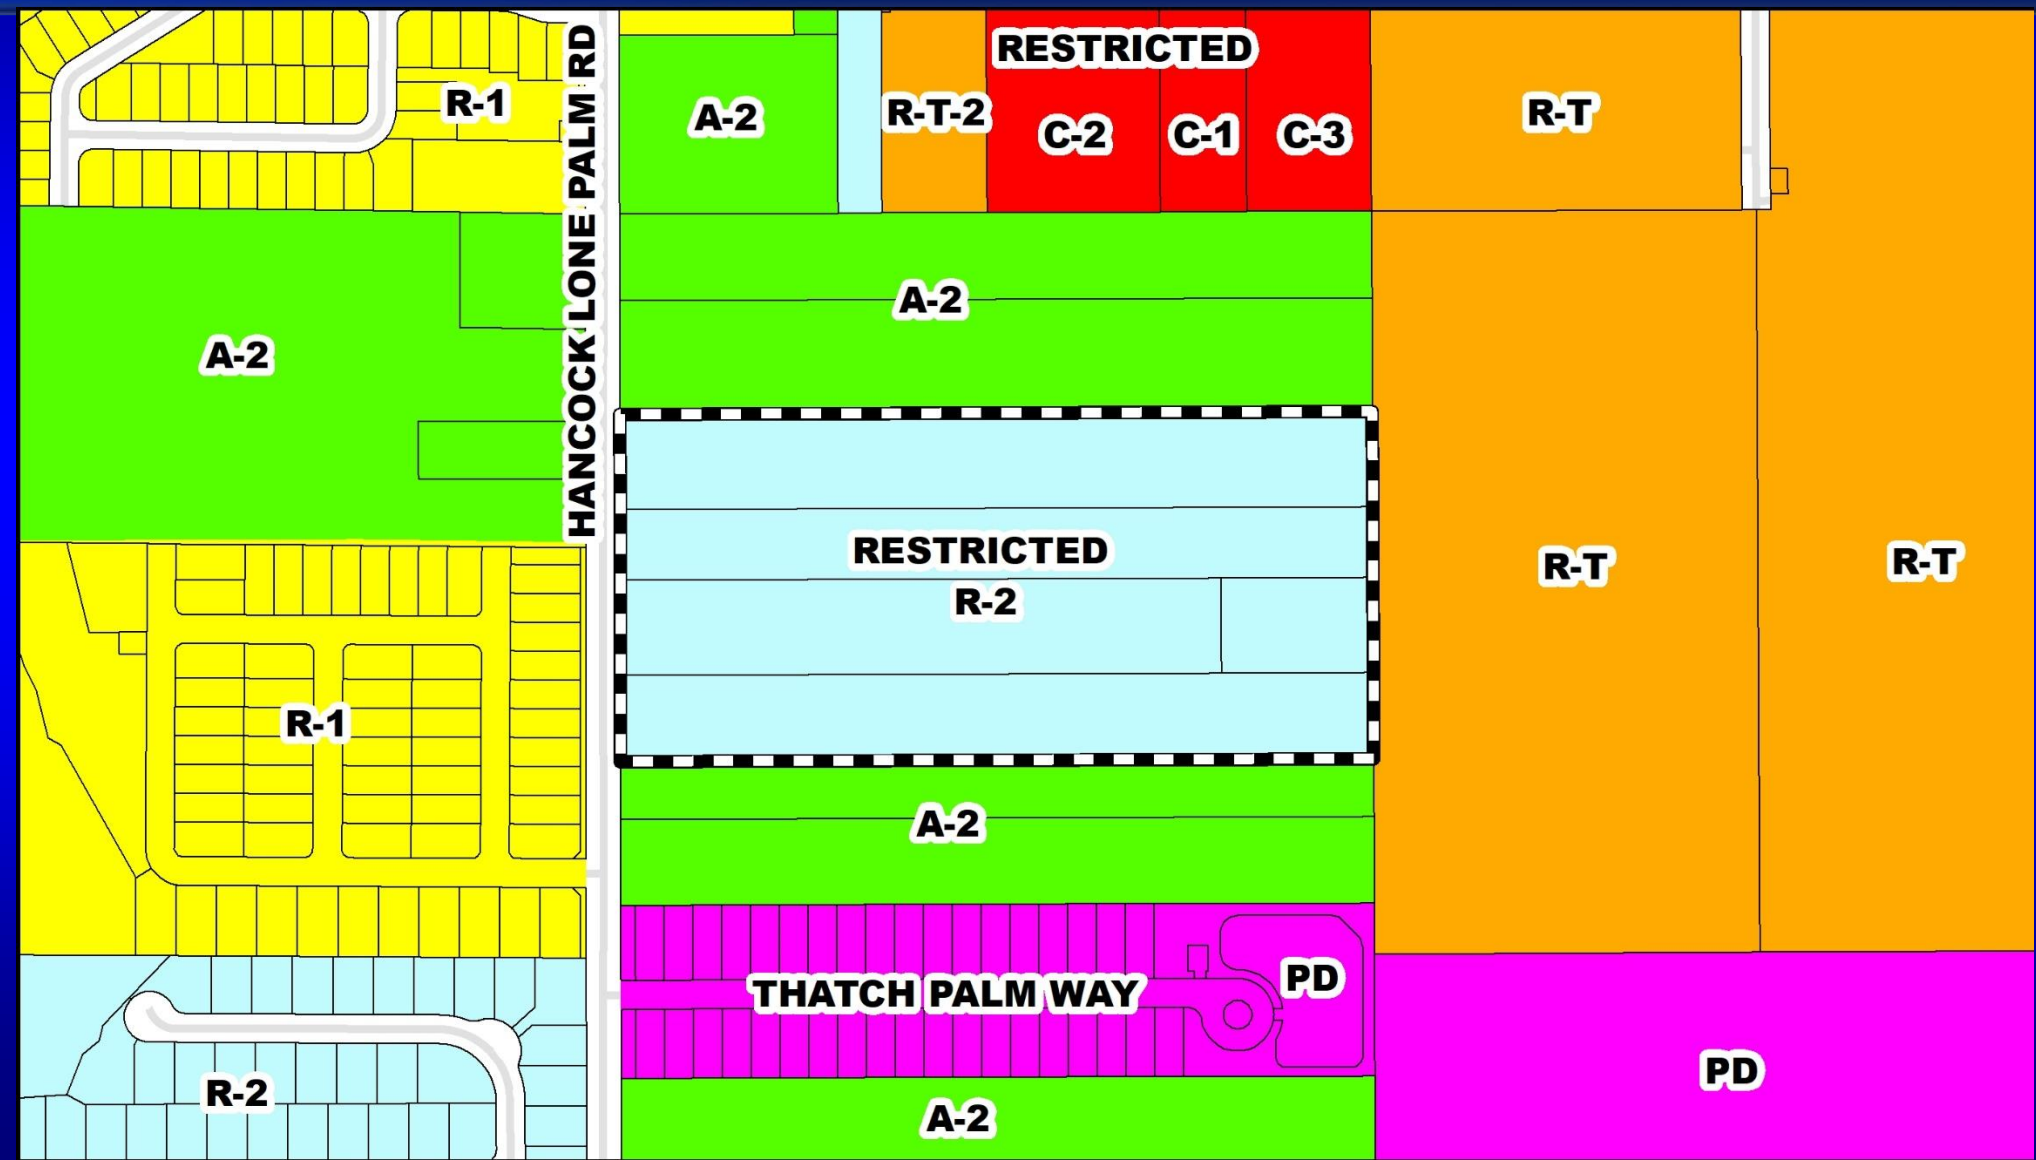 RESTRICTED
R-1
A-2
R-T-2
C-2
C-1
C-3
R-T
HANCOCK LONE PALM RD
A-2
A-2
RESTRICTED
R-2
R-T
R-T
R-1
A-2
THATCH PALM WAY
PD
PD
R-2
A-2